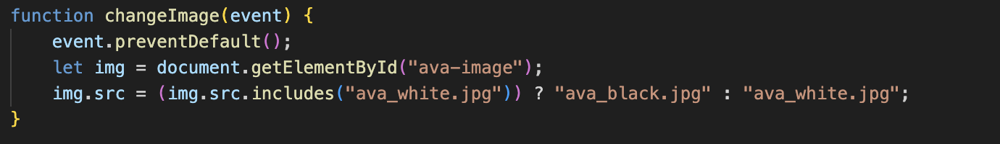 function changeImage(event) {
    event.preventDefault();
    let img = document.getElementById("ava-image");
    img.src = (img.src.includes("ava_white.jpg")) ? "ava_black.jpg" : "ava_white.jpg";
}